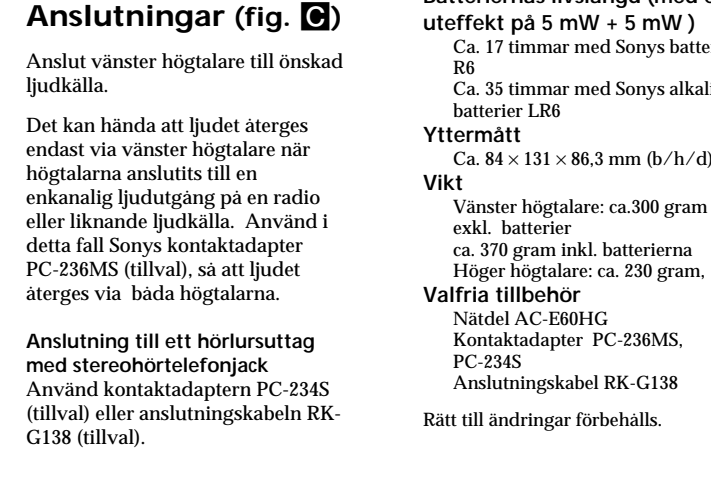 Anslutningar (fig. C)
Anslut vänster högtalare till önskad
ljudkälla.
Det kan hända att ljudet återges
endast via vänster högtalare när
högtalarna anslutits till en
enkanalig ljudutgång på en radio
eller liknande ljudkälla. Använd i
detta fall Sonys kontaktadapter
PC-236MS (tillval), så att ljudet
återges via båda högtalarna.
Anslutning till ett hörlursuttag
med stereohörtelefonjack
Använd kontaktadaptern PC-234S
(tillval) eller anslutningskabeln RK-
G138 (tillval).
uteffekt på 5 mW + 5 mW )
Ca. 17 timmar med Sonys
R6
Ca. 35 timmar med Sonys
batterier LR6
Yttermått
Ca. 84 × 131 × 86,3 mm (b/h/d)
Vikt
Vänster högtalare: ca.300 gram
exkl. batterier
ca. 370 gram inkl. batterierna
Höger högtalare: ca. 230 gram,
Valfria tillbehör
Nätdel AC-E60HG
Kontaktadapter PC-236MS,
PC-234S
Anslutningskabel RK-G138
Rätt till ändringar förbehålls.